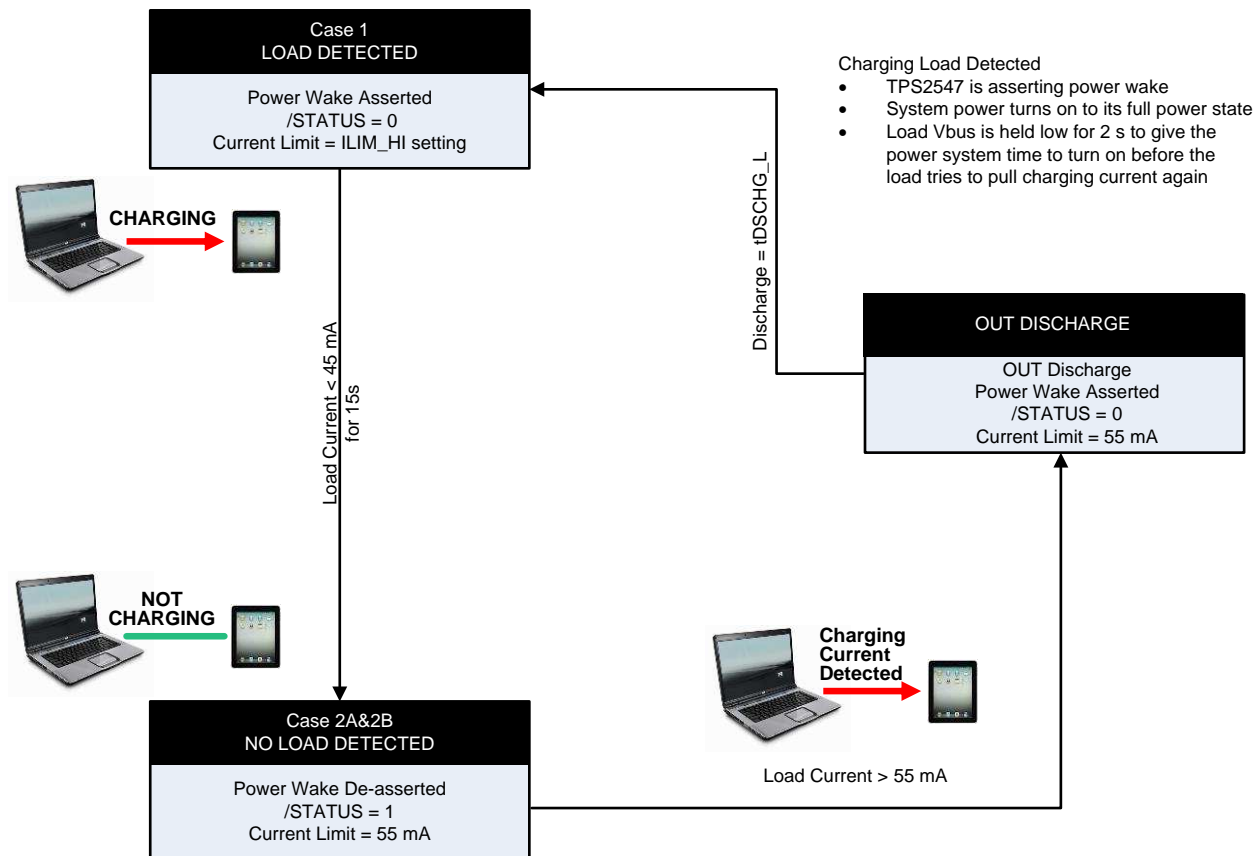 Case 1
LOAD DETECTED
Power Wake Asserted
/STATUS = 0
Current Limit = ILIM_HI setting
Charging Load Detected
• TPS2547 is asserting power wake
• System power turns on to its full power state
• Load Vbus is held low for 2 s to give the
power system time to turn on before the
load tries to pull charging current again
CHARGING
Load Current < 45 mA
for 15s
Discharge = tDSCHG_L
OUT DISCHARGE
OUT Discharge
Power Wake Asserted
/STATUS = 0
Current Limit = 55 mA
NOT
CHARGING
Charging
Current
Detected
Load Current > 55 mA
Case 2A&2B
NO LOAD DETECTED
Power Wake De-asserted
/STATUS = 1
Current Limit = 55 mA